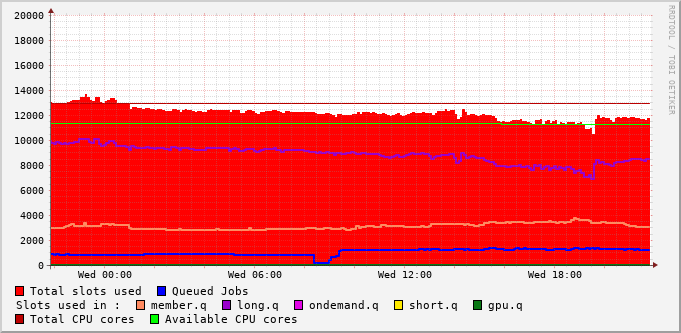 20000
18000
16000
14000
12000
10000
8000
6000
4000
2000
0
Wed 00:00 Wed 06:00 Wed 12:00 Wed 18:00
RRDTOOL / TOBI OETIKER
Total slots used Queued Jobs
Slots used in : member.q long.q ondemand.q short.q gpu.q
Total CPU cores Available CPU cores